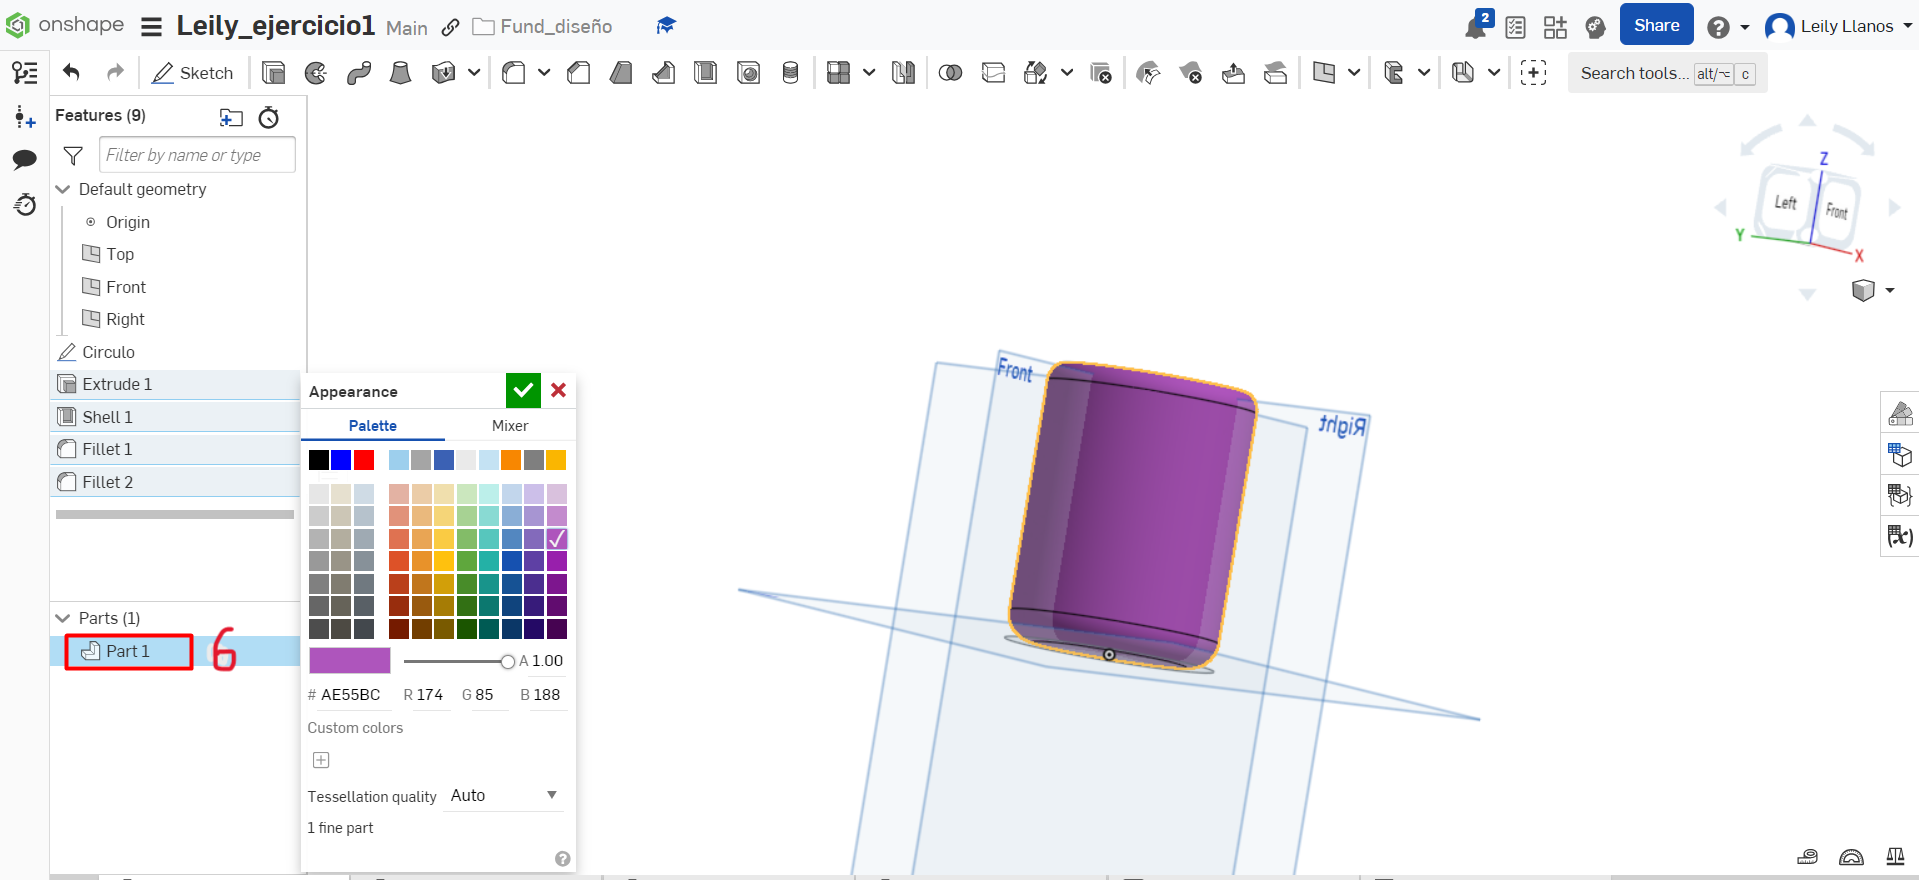 onshape
Leily_ejercicio1 Main Fund_diseño
2
Share
Leily Llanos
Sketch
Search tools... alt/⌥ c
Features (9)
Filter by name or type
Default geometry
Origin
Top
Front
Right
Circulo
Extrude 1
Shell 1
Fillet 1
Fillet 2
Parts (1)
Part 1 6
Appearance
Palette Mixer
A 1.00
# AE55BC R 174 G 85 B 188
Custom colors
Tessellation quality Auto
1 fine part
Front
Right
Z
Left Front
Y
X
(x)